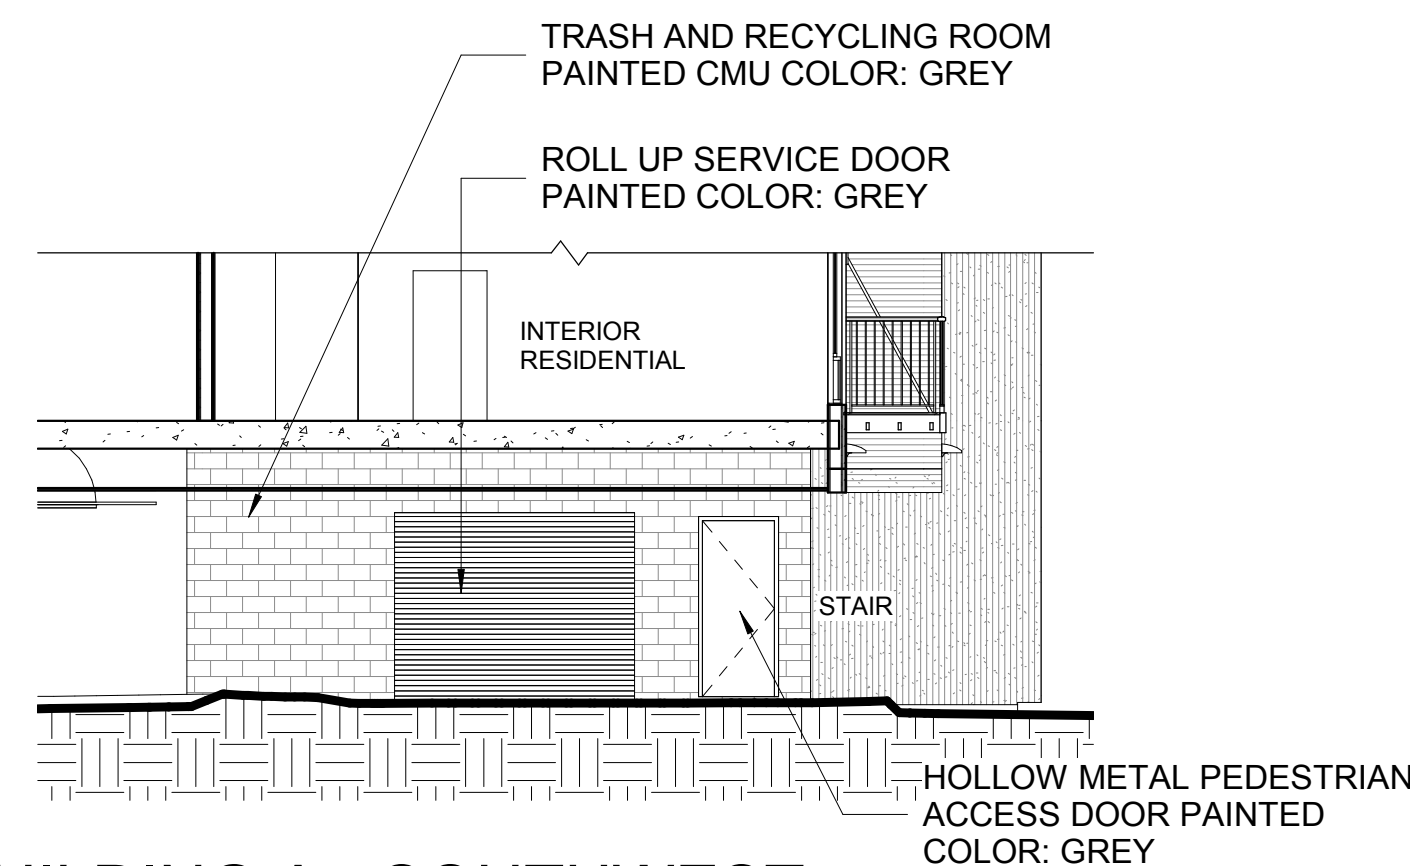 TRASH AND RECYCLING ROOM
PAINTED CMU COLOR: GREY
ROLL UP SERVICE DOOR
PAINTED COLOR: GREY
INTERIOR
RESIDENTIAL
STAIR
HOLLOW METAL PEDESTRIAN
ACCESS DOOR PAINTED
COLOR: GREY